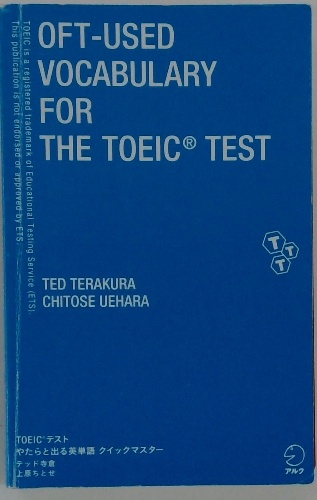 OFT-USED
VOCABULARY
FOR
THE TOEIC® TEST
TOEIC is a registered trademark of Educational Testing Service (ETS).
This publication is not endorsed or approved by ETS.
T
T
T
TED TERAKURA
CHITOSE UEHARA
TOEIC®テスト
やたらと出る英単語 クイックマスター
テッド寺倉
上原ちとせ
アルク